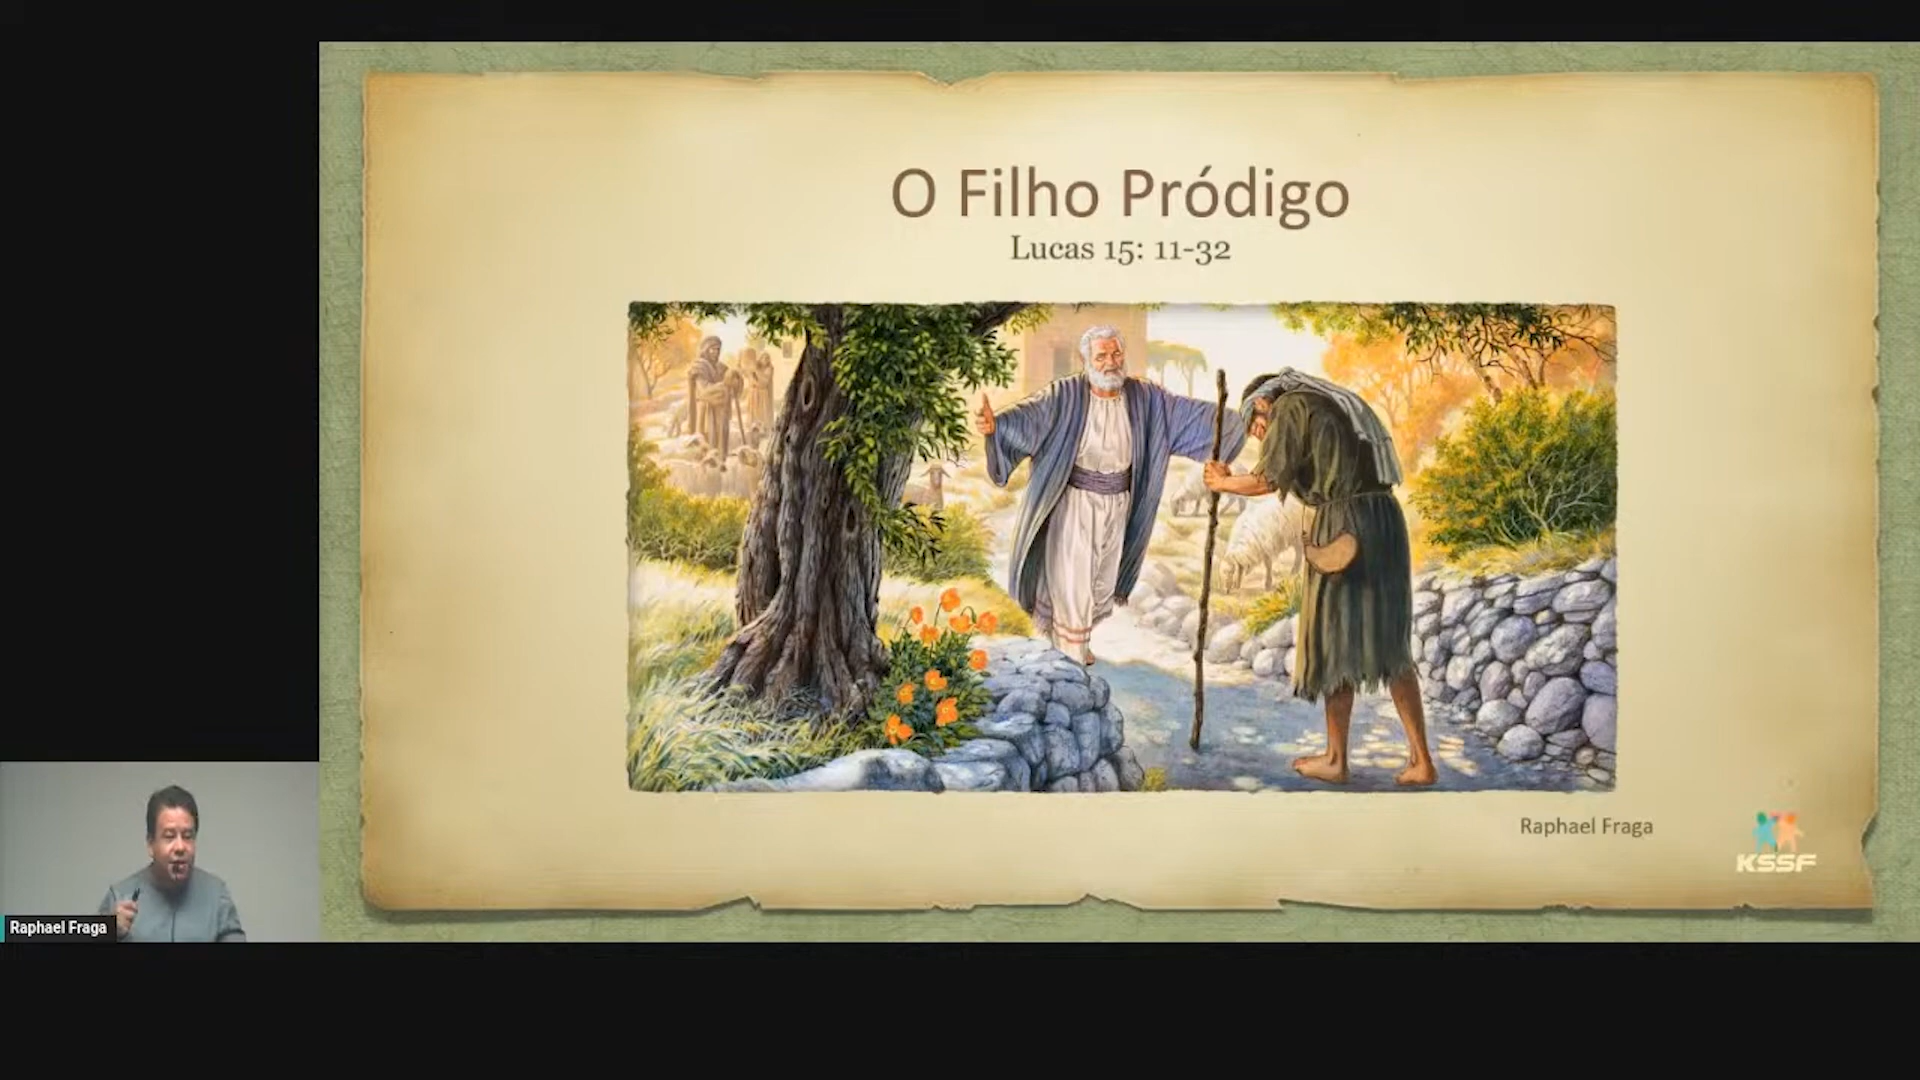 O Filho Pródigo
Lucas 15: 11-32
Raphael Fraga
KSSF
Raphael Fraga